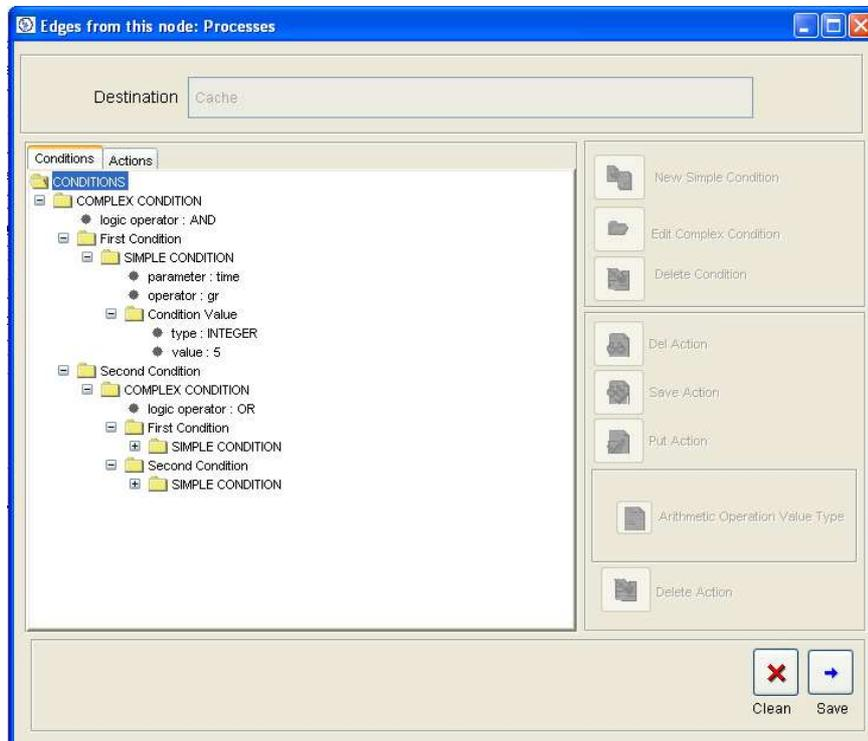 Edges from this node: Processes
Destination Cache
Conditions Actions
CONDITIONS
COMPLEX CONDITION
logic operator : AND
First Condition
SIMPLE CONDITION
parameter : time
operator : gr
Condition Value
type : INTEGER
value : 5
Second Condition
COMPLEX CONDITION
logic operator : OR
First Condition
SIMPLE CONDITION
Second Condition
SIMPLE CONDITION
New Simple Condition
Edit Complex Condition
Delete Condition
Del Action
Save Action
Put Action
Arithmetic Operation Value Type
Delete Action
Clean Save